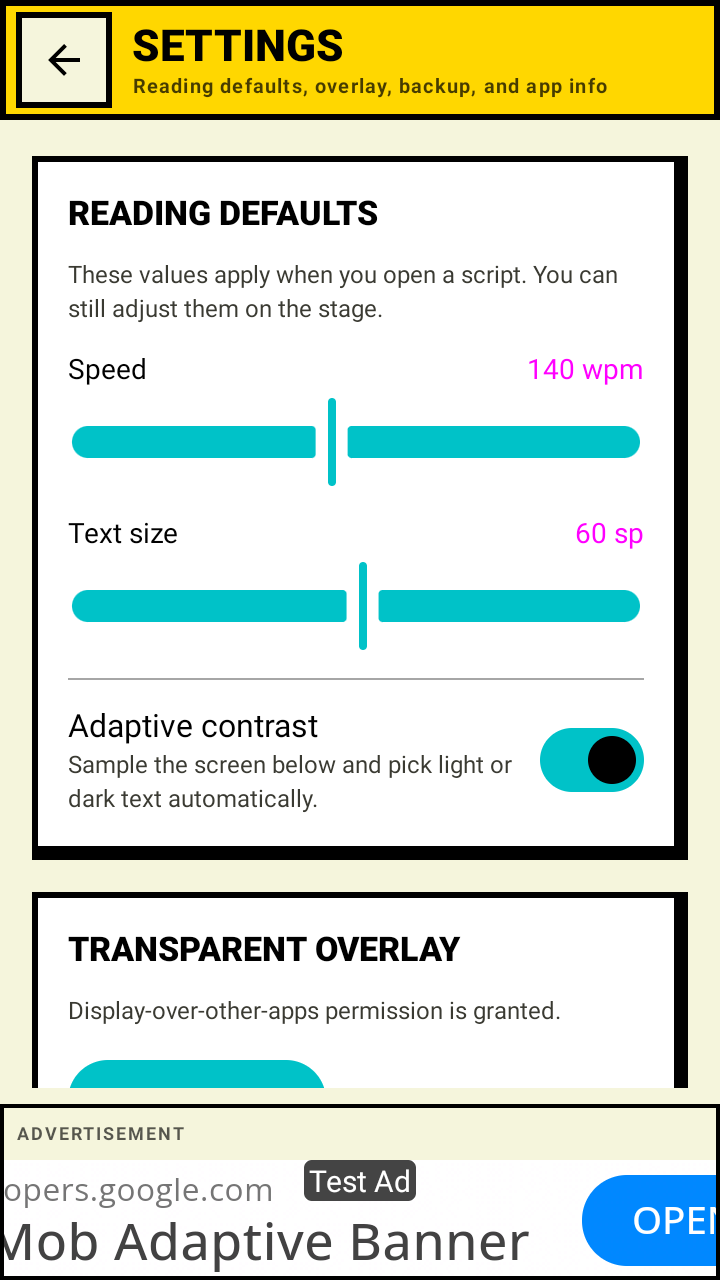 SETTINGS
Reading defaults, overlay, backup, and app info
READING DEFAULTS
These values apply when you open a script. You can
still adjust them on the stage.
Speed
140 wpm
Text size
60 sp
Adaptive contrast
Sample the screen below and pick light or
dark text automatically.
TRANSPARENT OVERLAY
Display-over-other-apps permission is granted.
ADVERTISEMENT
opers.google.com
Test Ad
Mob Adaptive Banner
OPEN